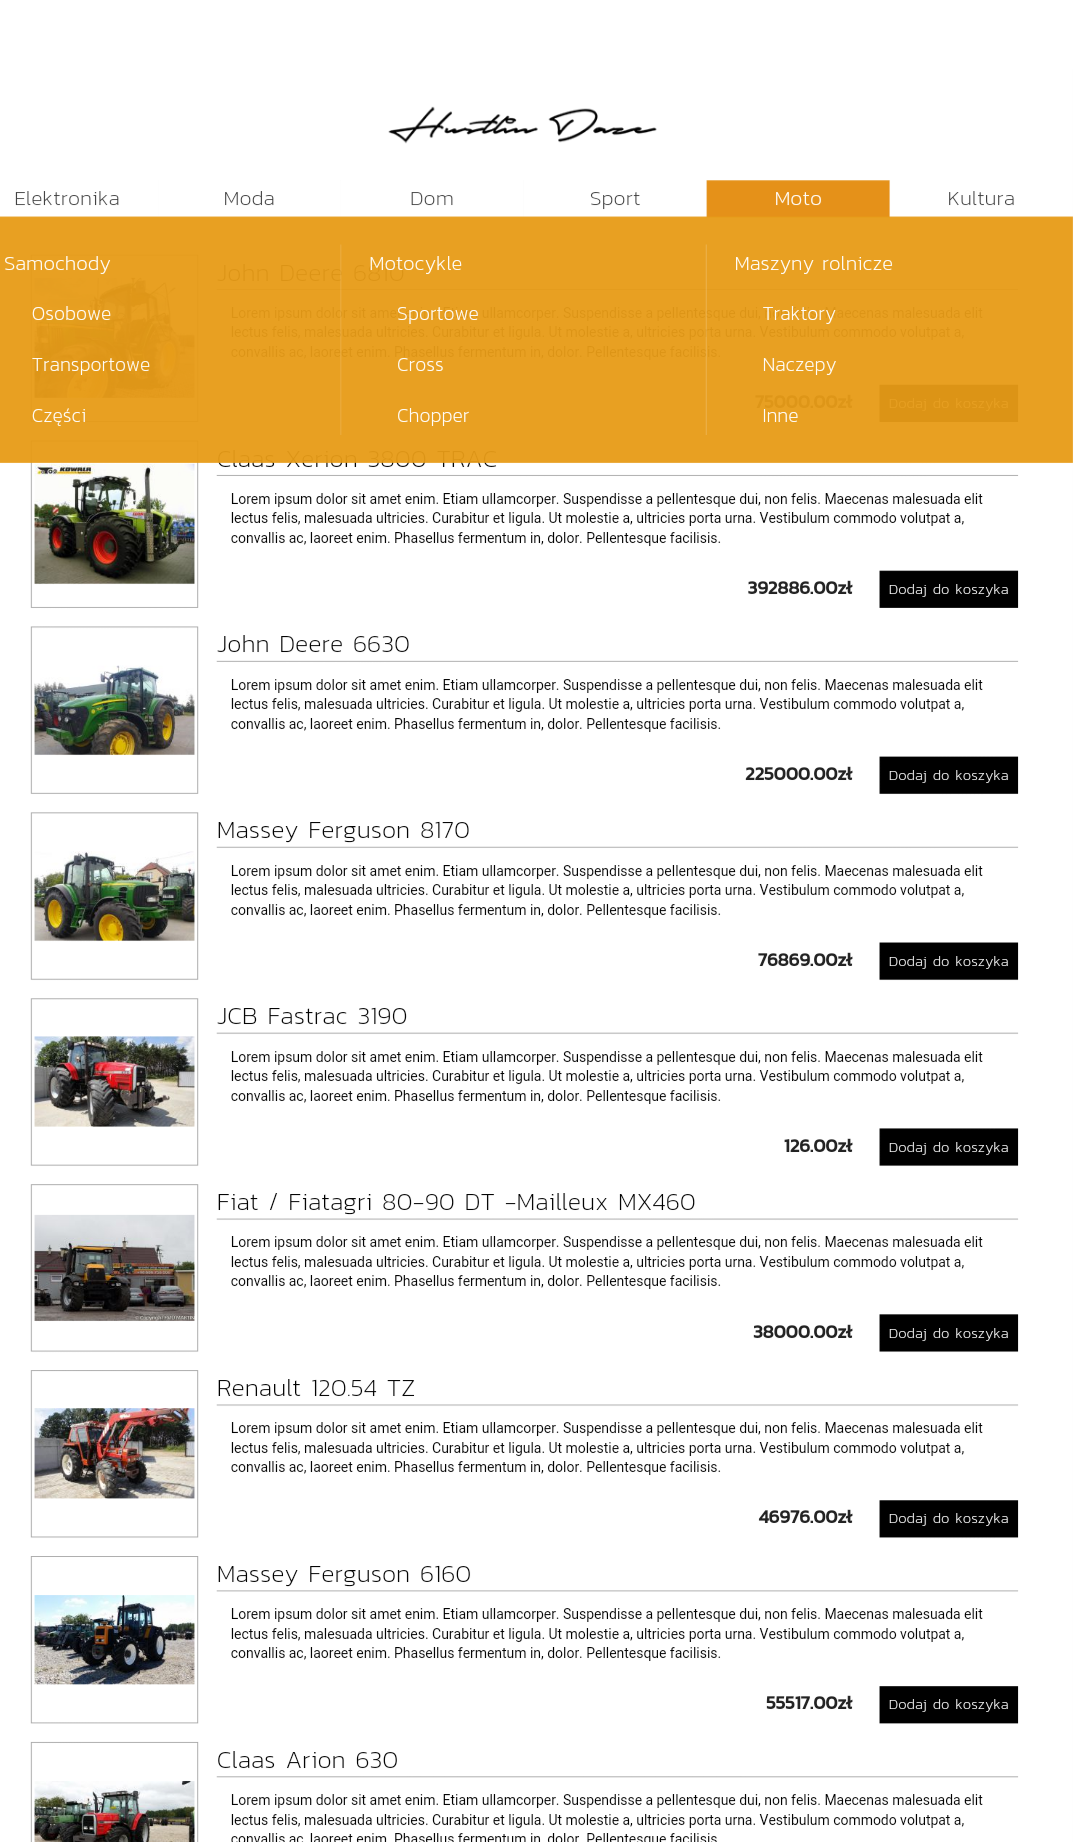 Hustlin Daze
Elektronika Moda Dom Sport Moto Kultura
Samochody Motocykle Maszyny rolnicze
John Deere 6810
Osobowe Sportowe Traktory
Transportowe Cross Naczepy
Części Chopper Inne
75000.00zł Dodaj do koszyka
Claas Xerion 3800 TRAC
KOWALA
Lorem ipsum dolor sit amet enim. Etiam ullamcorper. Suspendisse a pellentesque dui, non felis. Maecenas malesuada elit
lectus felis, malesuada ultricies. Curabitur et ligula. Ut molestie a, ultricies porta urna. Vestibulum commodo volutpat a,
convallis ac, laoreet enim. Phasellus fermentum in, dolor. Pellentesque facilisis.
392886.00zł Dodaj do koszyka
John Deere 6630
Lorem ipsum dolor sit amet enim. Etiam ullamcorper. Suspendisse a pellentesque dui, non felis. Maecenas malesuada elit
lectus felis, malesuada ultricies. Curabitur et ligula. Ut molestie a, ultricies porta urna. Vestibulum commodo volutpat a,
convallis ac, laoreet enim. Phasellus fermentum in, dolor. Pellentesque facilisis.
225000.00zł Dodaj do koszyka
Massey Ferguson 8170
Lorem ipsum dolor sit amet enim. Etiam ullamcorper. Suspendisse a pellentesque dui, non felis. Maecenas malesuada elit
lectus felis, malesuada ultricies. Curabitur et ligula. Ut molestie a, ultricies porta urna. Vestibulum commodo volutpat a,
convallis ac, laoreet enim. Phasellus fermentum in, dolor. Pellentesque facilisis.
76869.00zł Dodaj do koszyka
JCB Fastrac 3190
Lorem ipsum dolor sit amet enim. Etiam ullamcorper. Suspendisse a pellentesque dui, non felis. Maecenas malesuada elit
lectus felis, malesuada ultricies. Curabitur et ligula. Ut molestie a, ultricies porta urna. Vestibulum commodo volutpat a,
convallis ac, laoreet enim. Phasellus fermentum in, dolor. Pellentesque facilisis.
126.00zł Dodaj do koszyka
Fiat / Fiatagri 80-90 DT -Mailleux MX460
Lorem ipsum dolor sit amet enim. Etiam ullamcorper. Suspendisse a pellentesque dui, non felis. Maecenas malesuada elit
lectus felis, malesuada ultricies. Curabitur et ligula. Ut molestie a, ultricies porta urna. Vestibulum commodo volutpat a,
convallis ac, laoreet enim. Phasellus fermentum in, dolor. Pellentesque facilisis.
38000.00zł Dodaj do koszyka
Renault 120.54 TZ
Lorem ipsum dolor sit amet enim. Etiam ullamcorper. Suspendisse a pellentesque dui, non felis. Maecenas malesuada elit
lectus felis, malesuada ultricies. Curabitur et ligula. Ut molestie a, ultricies porta urna. Vestibulum commodo volutpat a,
convallis ac, laoreet enim. Phasellus fermentum in, dolor. Pellentesque facilisis.
46976.00zł Dodaj do koszyka
Massey Ferguson 6160
Lorem ipsum dolor sit amet enim. Etiam ullamcorper. Suspendisse a pellentesque dui, non felis. Maecenas malesuada elit
lectus felis, malesuada ultricies. Curabitur et ligula. Ut molestie a, ultricies porta urna. Vestibulum commodo volutpat a,
convallis ac, laoreet enim. Phasellus fermentum in, dolor. Pellentesque facilisis.
55517.00zł Dodaj do koszyka
Claas Arion 630
Lorem ipsum dolor sit amet enim. Etiam ullamcorper. Suspendisse a pellentesque dui, non felis. Maecenas malesuada elit
lectus felis, malesuada ultricies. Curabitur et ligula. Ut molestie a, ultricies porta urna. Vestibulum commodo volutpat a,
convallis ac, laoreet enim. Phasellus fermentum in, dolor. Pellentesque facilisis.